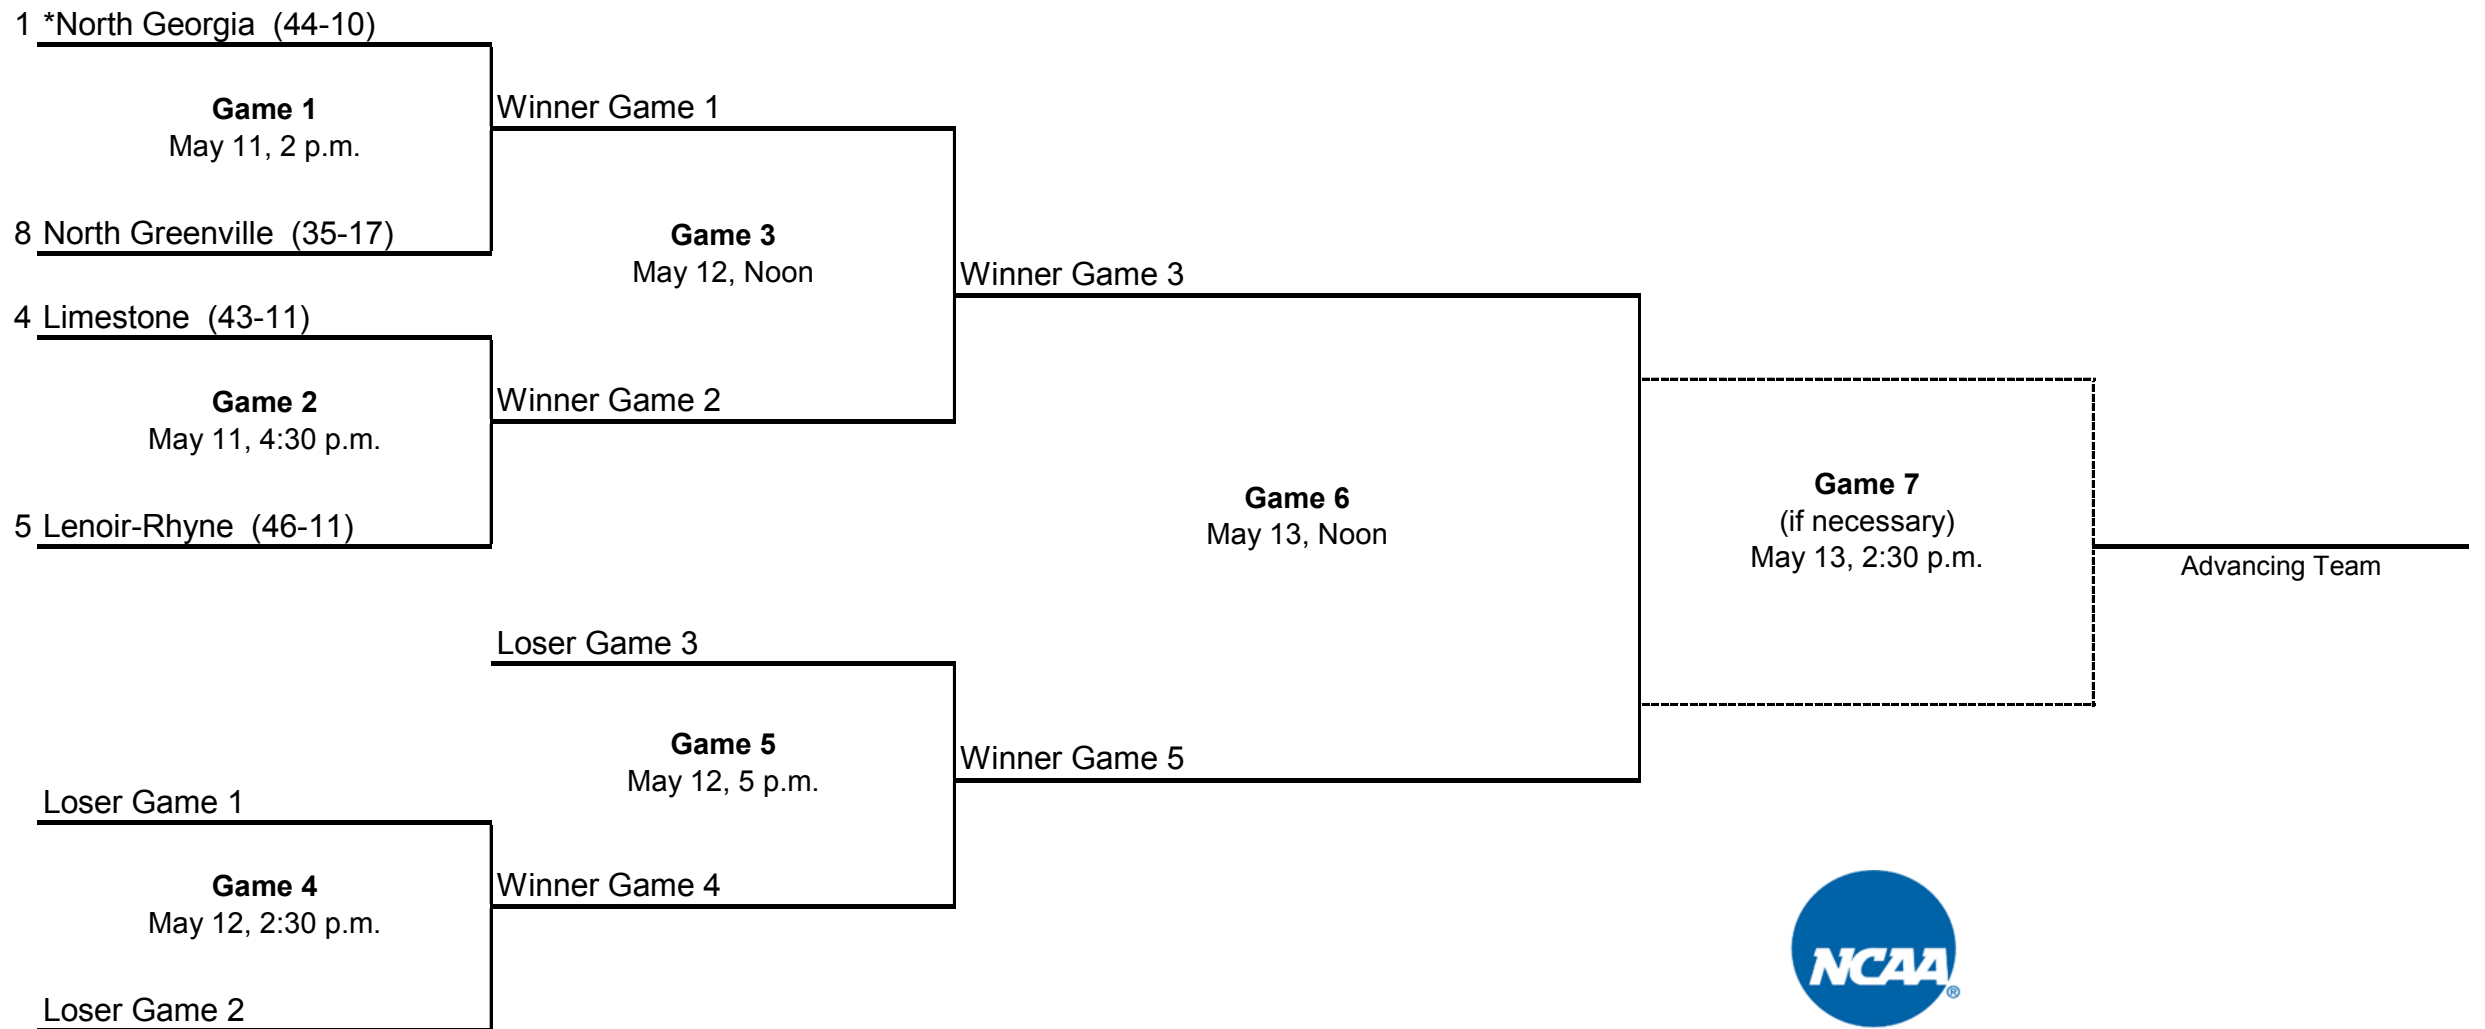 1 *North Georgia (44-10)
Game 1
May 11, 2 p.m.
8 North Greenville (35-17)
Winner Game 1
4 Limestone (43-11)
Game 2
May 11, 4:30 p.m.
5 Lenoir-Rhyne (46-11)
Winner Game 2
Game 3
May 12, Noon
Winner Game 3
Loser Game 1
Game 4
May 12, 2:30 p.m.
Loser Game 2
Loser Game 3
Game 5
May 12, 5 p.m.
Winner Game 4
Winner Game 5
Game 6
May 13, Noon
Game 7
(if necessary)
May 13, 2:30 p.m.
Advancing Team
NCAA
®